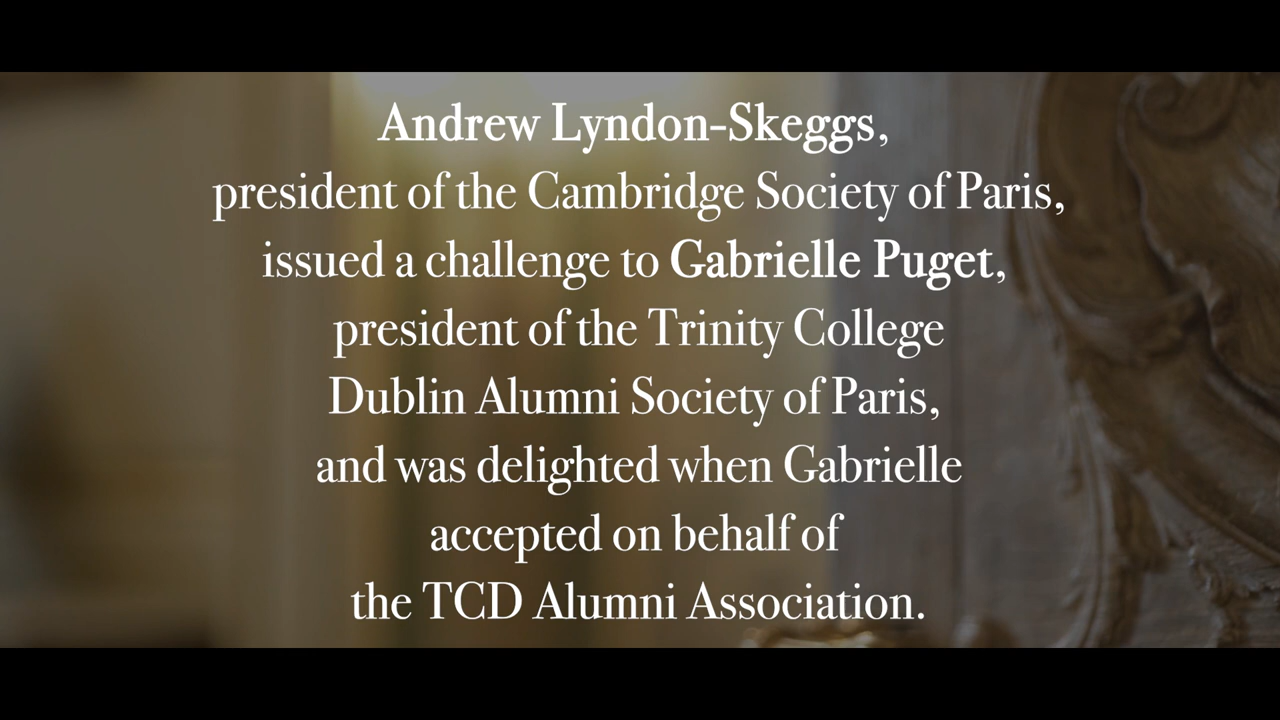 Andrew Lyndon-Skeggs,
president of the Cambridge Society of Paris,
issued a challenge to Gabrielle Puget,
president of the Trinity College
Dublin Alumni Society of Paris,
and was delighted when Gabrielle
accepted on behalf of
the TCD Alumni Association.